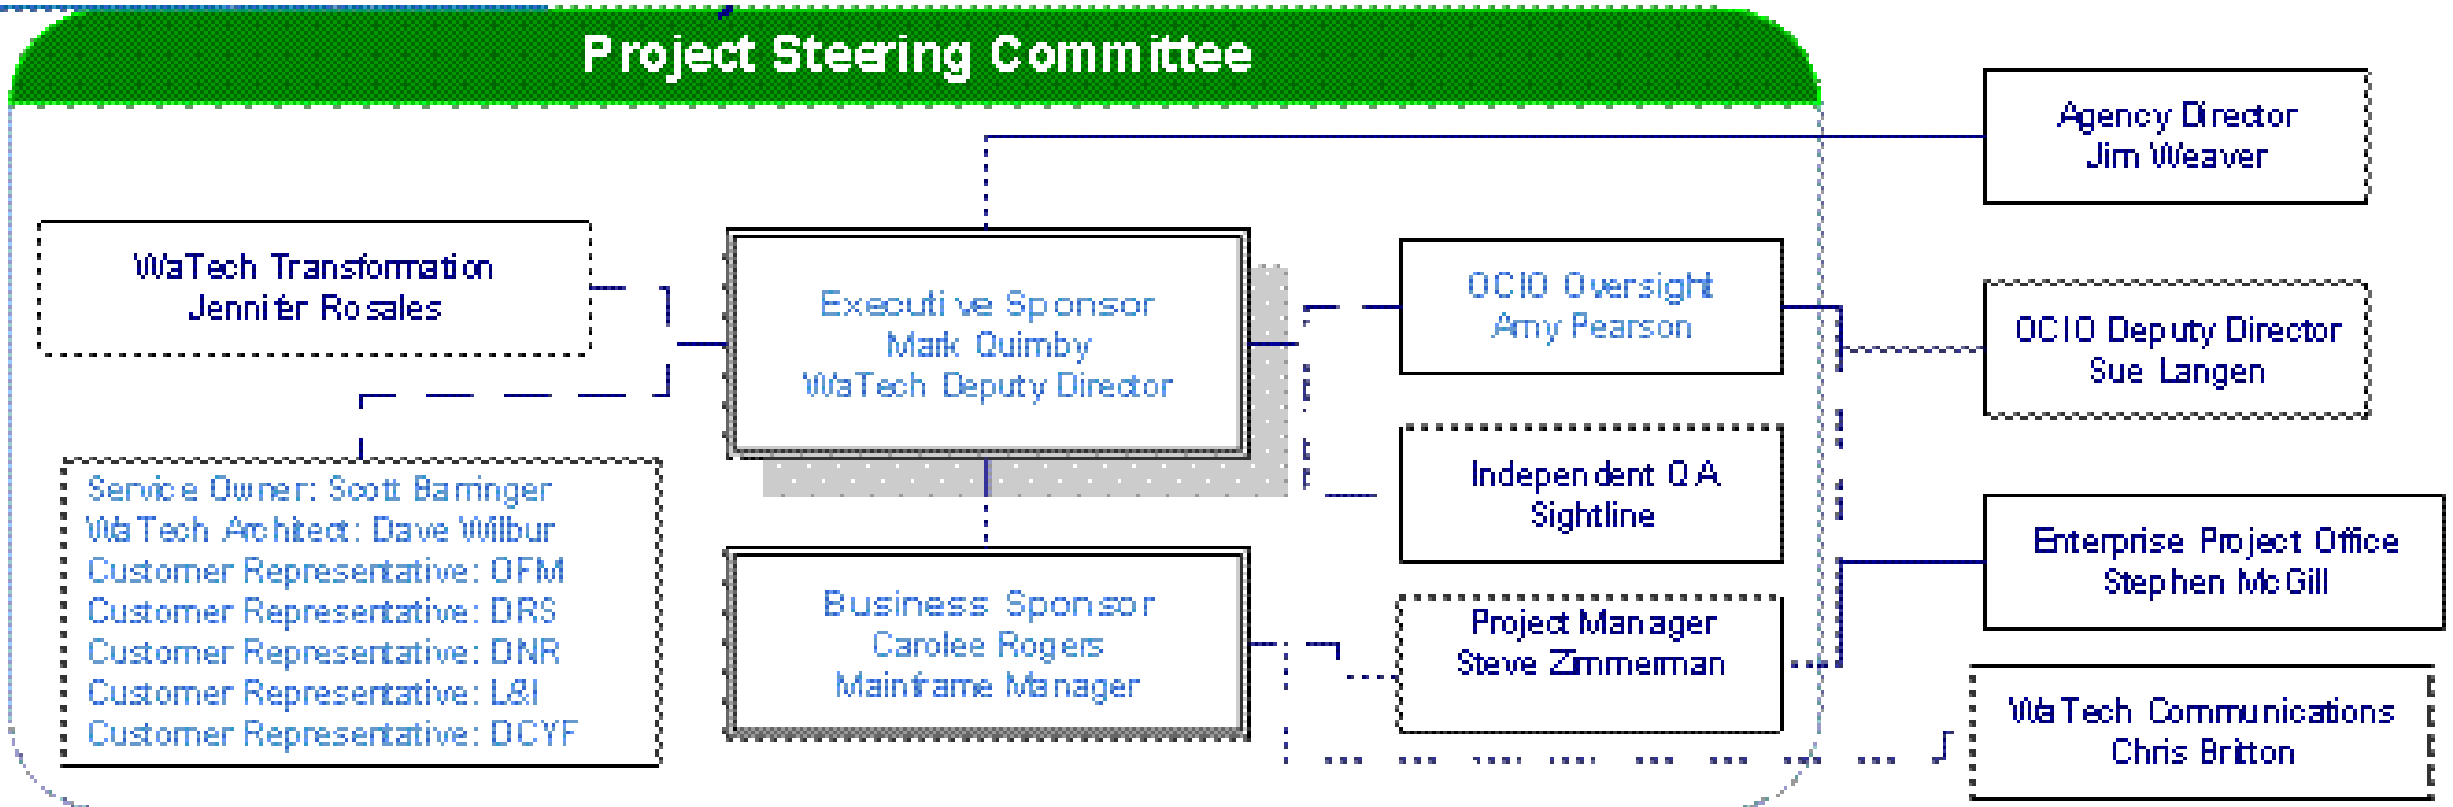 Project Steering Committee
Agency Director
Jim Weaver
WaTech Transformation
Jennifer Rosales
Executive Sponsor
Mark Quimby
WaTech Deputy Director
OCIO Oversight
Amy Pearson
OCIO Deputy Director
Sue Langen
Service Owner: Scott Barringer
WaTech Architect: Dave Wilbur
Customer Representative: OFM
Customer Representative: DRS
Customer Representative: DNR
Customer Representative: L&I
Customer Representative: DCYF
Independent QA
Sightline
Enterprise Project Office
Stephen McGill
Business Sponsor
Carolee Rogers
Mainframe Manager
Project Manager
Steve Zimmerman
WaTech Communications
Chris Britton